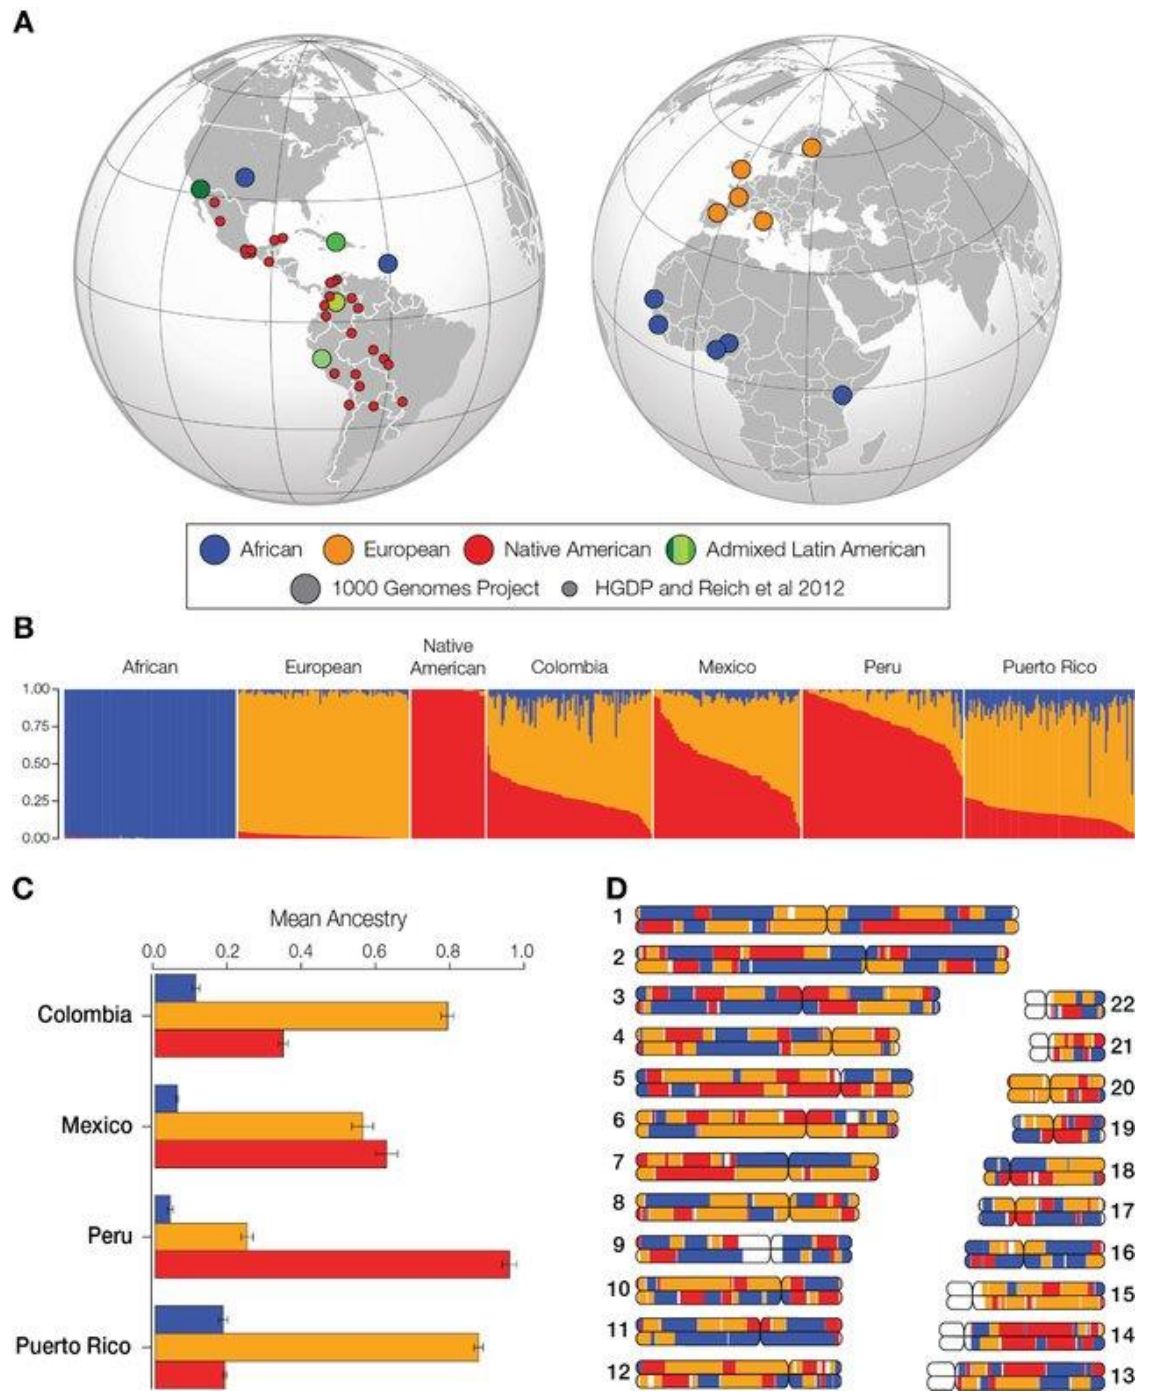 A
African European Native American Admixed Latin American
1000 Genomes Project HGDP and Reich et al 2012
B
African European Native American Colombia Mexico Peru Puerto Rico
1.00
0.75
0.50
0.25
0.00
C
Mean Ancestry
0.0 0.2 0.4 0.6 0.8 1.0
Colombia
Mexico
Peru
Puerto Rico
D
1
2
3
4
5
6
7
8
9
10
11
12
22
21
20
19
18
17
16
15
14
13